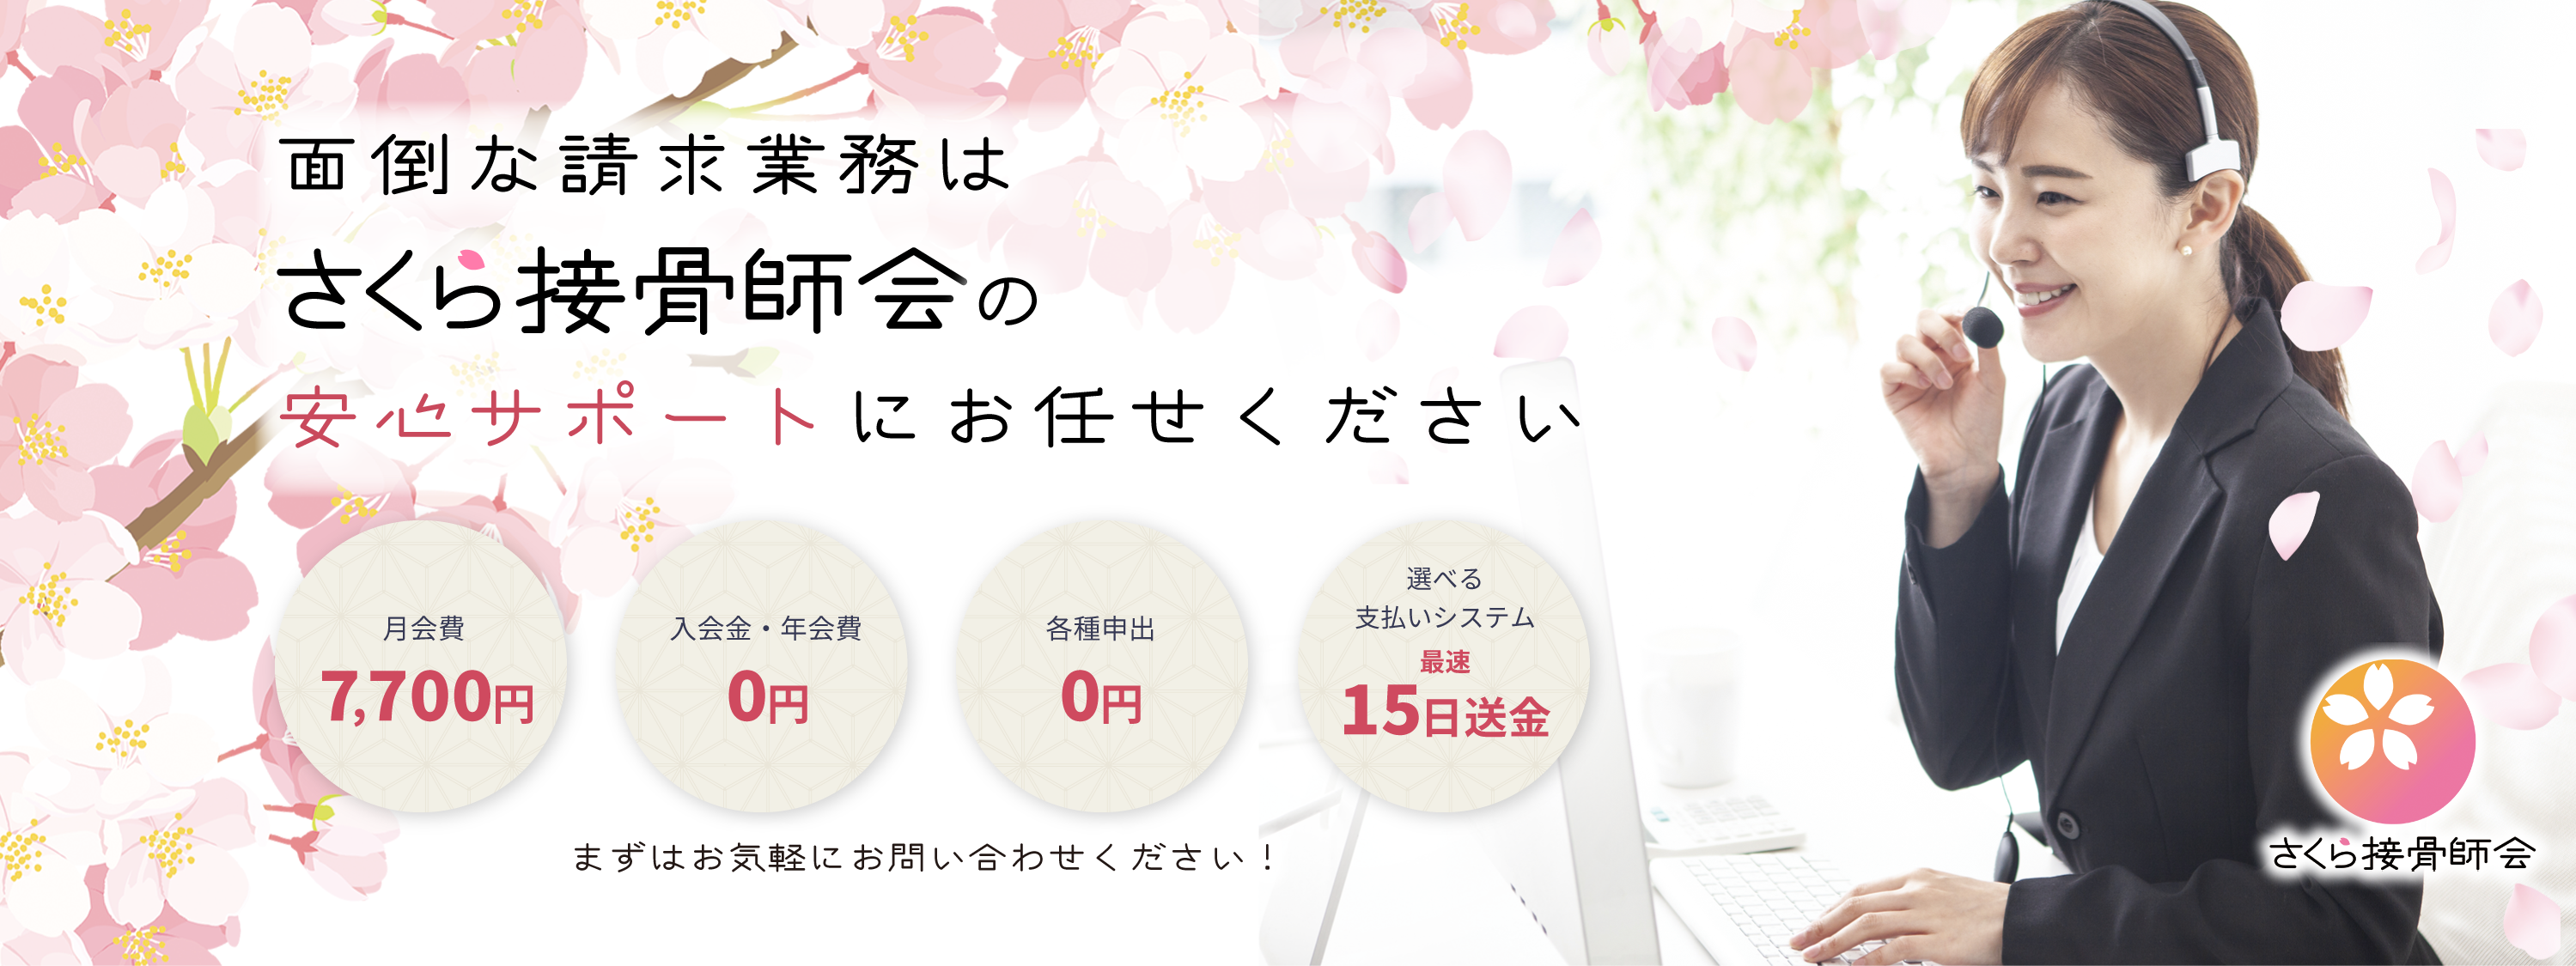 面倒な請求業務は
さくら接骨師会の
安心サポートにお任せください
月会費
7,700円
入会金・年会費
0円
各種申出
0円
選べる
支払いシステム
最速
15日送金
まずはお気軽にお問い合わせください！
さくら接骨師会